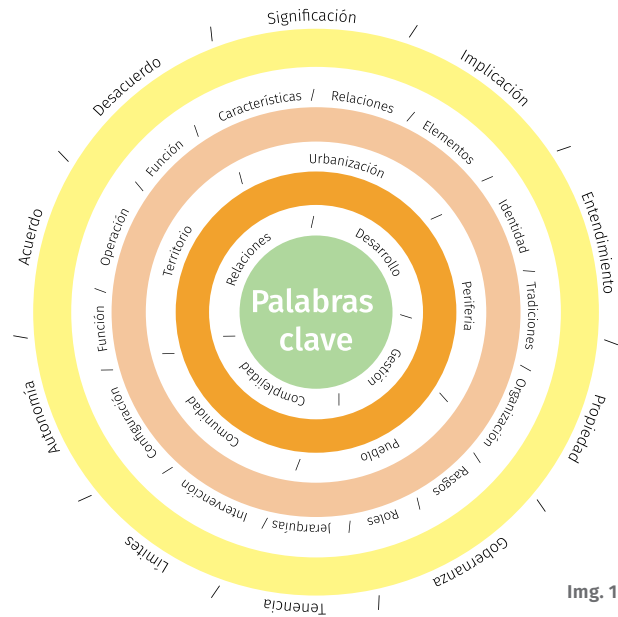 Significación
/
Implicación
/
Entendimiento
/
Propiedad
/
Gobernanza
/
Tenencia
/
Límites
/
Autonomía
/
Acuerdo
/
Desacuerdo
/
Características
/
Relaciones
/
Elementos
/
Identidad
/
Tradiciones
/
Organización
/
Rasgos
/
Roles
/
Jerarquías
/
Intervención
/
Configuración
/
Función
/
Operación
/
Función
/
Urbanización
/
Periferia
/
Pueblo
/
Comunidad
/
Territorio
/
Relaciones
/
Desarrollo
/
Gestión
/
Complejidad
/
Palabras
clave
Img. 1